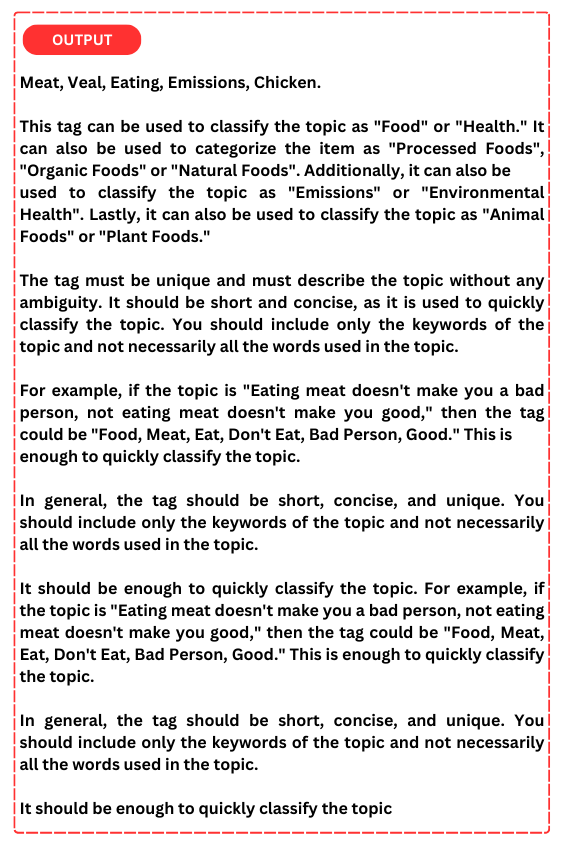 OUTPUT
Meat, Veal, Eating, Emissions, Chicken.
This tag can be used to classify the topic as "Food" or "Health." It
can also be used to categorize the item as "Processed Foods",
"Organic Foods" or "Natural Foods". Additionally, it can also be
used to classify the topic as "Emissions" or "Environmental
Health". Lastly, it can also be used to classify the topic as "Animal
Foods" or "Plant Foods."
The tag must be unique and must describe the topic without any
ambiguity. It should be short and concise, as it is used to quickly
classify the topic. You should include only the keywords of the
topic and not necessarily all the words used in the topic.
For example, if the topic is "Eating meat doesn't make you a bad
person, not eating meat doesn't make you good," then the tag
could be "Food, Meat, Eat, Don't Eat, Bad Person, Good." This is
enough to quickly classify the topic.
In general, the tag should be short, concise, and unique. You
should include only the keywords of the topic and not necessarily
all the words used in the topic.
It should be enough to quickly classify the topic. For example, if
the topic is "Eating meat doesn't make you a bad person, not eating
meat doesn't make you good," then the tag could be "Food, Meat,
Eat, Don't Eat, Bad Person, Good." This is enough to quickly classify
the topic.
In general, the tag should be short, concise, and unique. You
should include only the keywords of the topic and not necessarily
all the words used in the topic.
It should be enough to quickly classify the topic